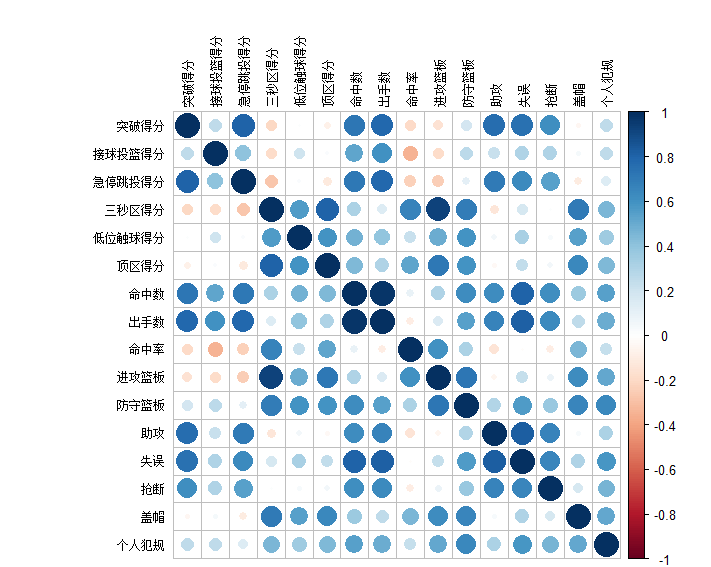 突破得分
接球投篮得分
急停跳投得分
三秒区得分
低位触球得分
顶区得分
命中数
出手数
命中率
进攻篮板
防守篮板
助攻
失误
抢断
盖帽
个人犯规
突破得分
接球投篮得分
急停跳投得分
三秒区得分
低位触球得分
顶区得分
命中数
出手数
命中率
进攻篮板
防守篮板
助攻
失误
抢断
盖帽
个人犯规
1
0.8
0.6
0.4
0.2
0
-0.2
-0.4
-0.6
-0.8
-1